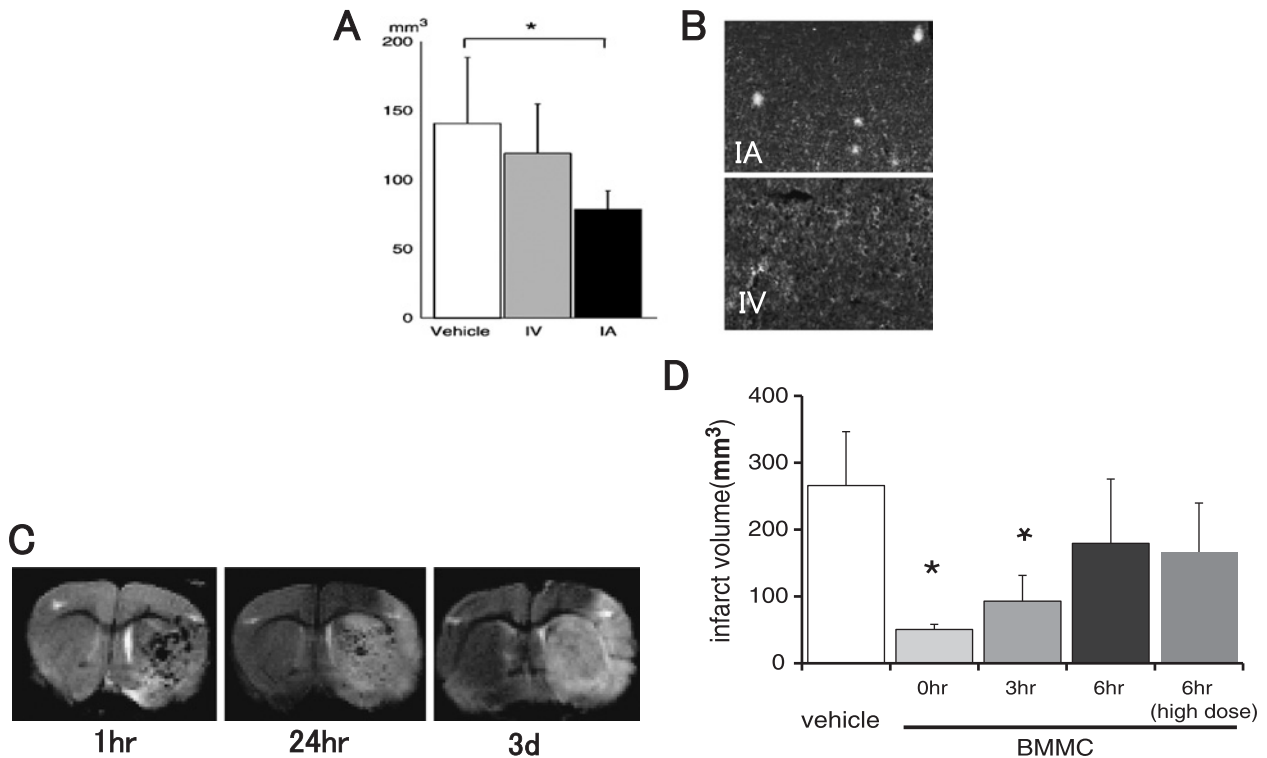 A
mm³
*
200
150
100
50
0
Vehicle IV IA
B
IA
IV
C
1hr 24hr 3d
D
infarct volume(mm³)
400
300
200
100
0
*
*
0hr 3hr 6hr 6hr
(high dose)
vehicle
BMMC